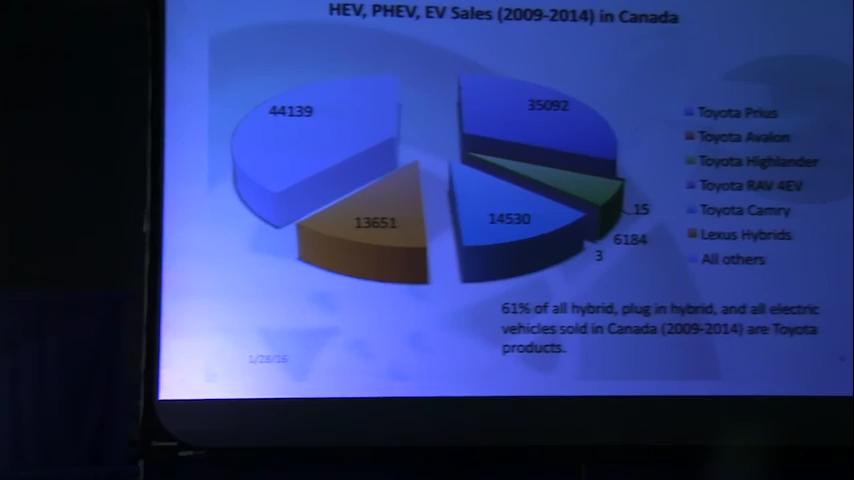 HEV, PHEV, EV Sales (2009-2014) in Canada
44139
35092
Toyota Prius
Toyota Avalon
Toyota Highlander
Toyota RAV 4EV
15
Toyota Camry
13651
14530
6184
Lexus Hybrids
3
All others
61% of all hybrid, plug in hybrid, and all electric
vehicles sold in Canada (2009-2014) are Toyota
products.
1/28/16